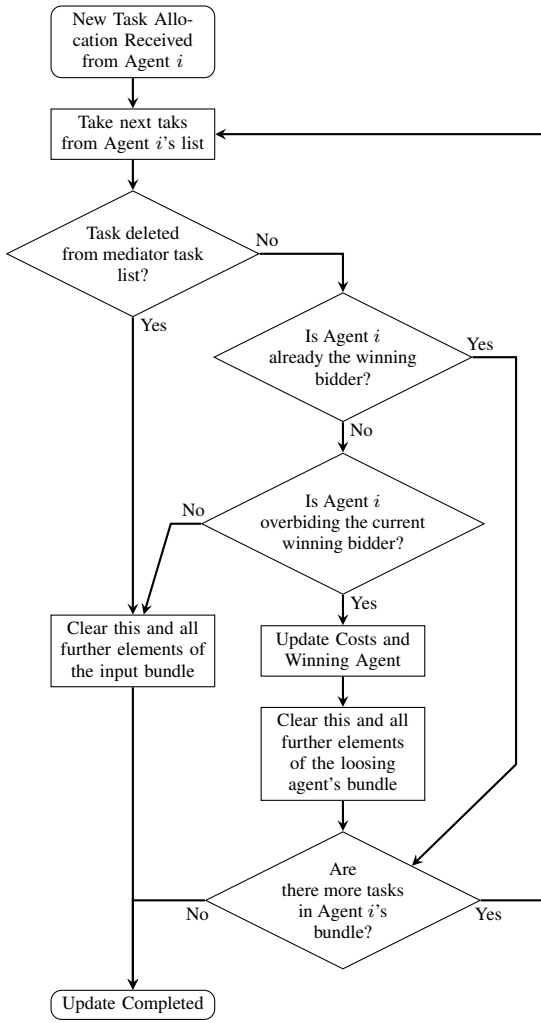 New Task Allo-
cation Received
from Agent i
Take next taks
from Agent i's list
Task deleted
from mediator task
list?
No
Yes
Is Agent i
already the winning
bidder?
Yes
No
Is Agent i
overbiding the current
winning bidder?
No
Yes
Clear this and all
further elements of
the input bundle
Update Costs and
Winning Agent
Clear this and all
further elements
of the loosing
agent's bundle
Are
there more tasks
in Agent i's
bundle?
No
Yes
Update Completed